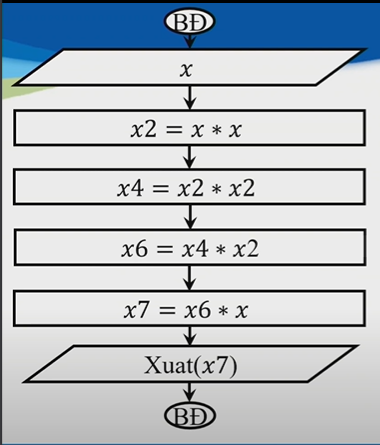 BĐ
x
x2 = x * x
x4 = x2 * x2
x6 = x4 * x2
x7 = x6 * x
Xuat(x7)
BĐ